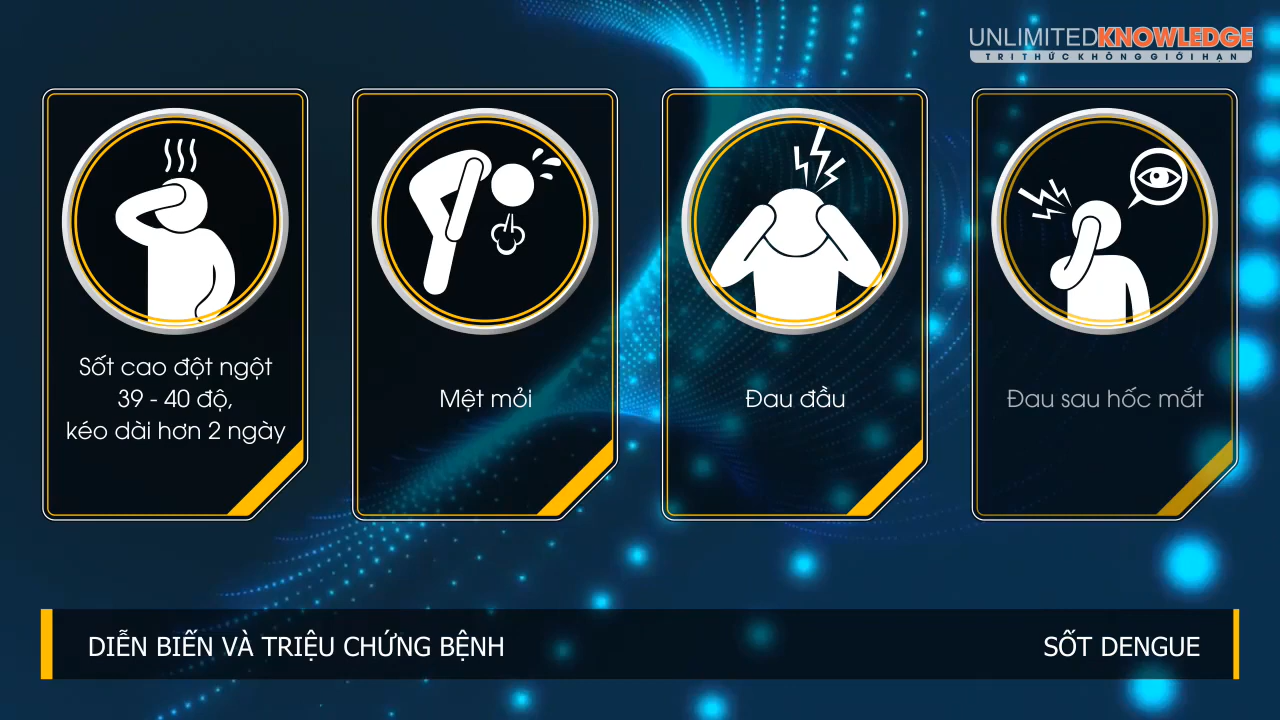 UNLIMITEDKNOWLEDGE
TRI THỨC KHÔNG GIỚI HẠN
Sốt cao đột ngột
39 - 40 độ,
kéo dài hơn 2 ngày
Mệt mỏi
Đau đầu
Đau sau hốc mắt
DIỄN BIẾN VÀ TRIỆU CHỨNG BỆNH
SỐT DENGUE